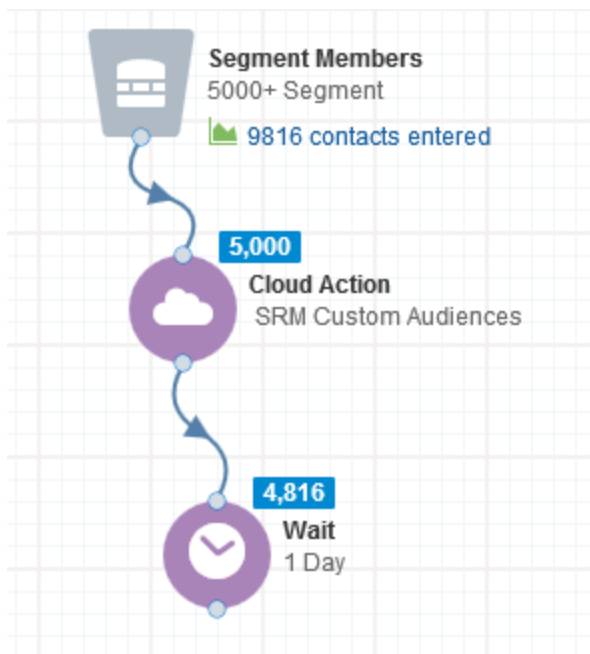 Segment Members
5000+ Segment
9816 contacts entered
5,000
Cloud Action
SRM Custom Audiences
4,816
Wait
1 Day